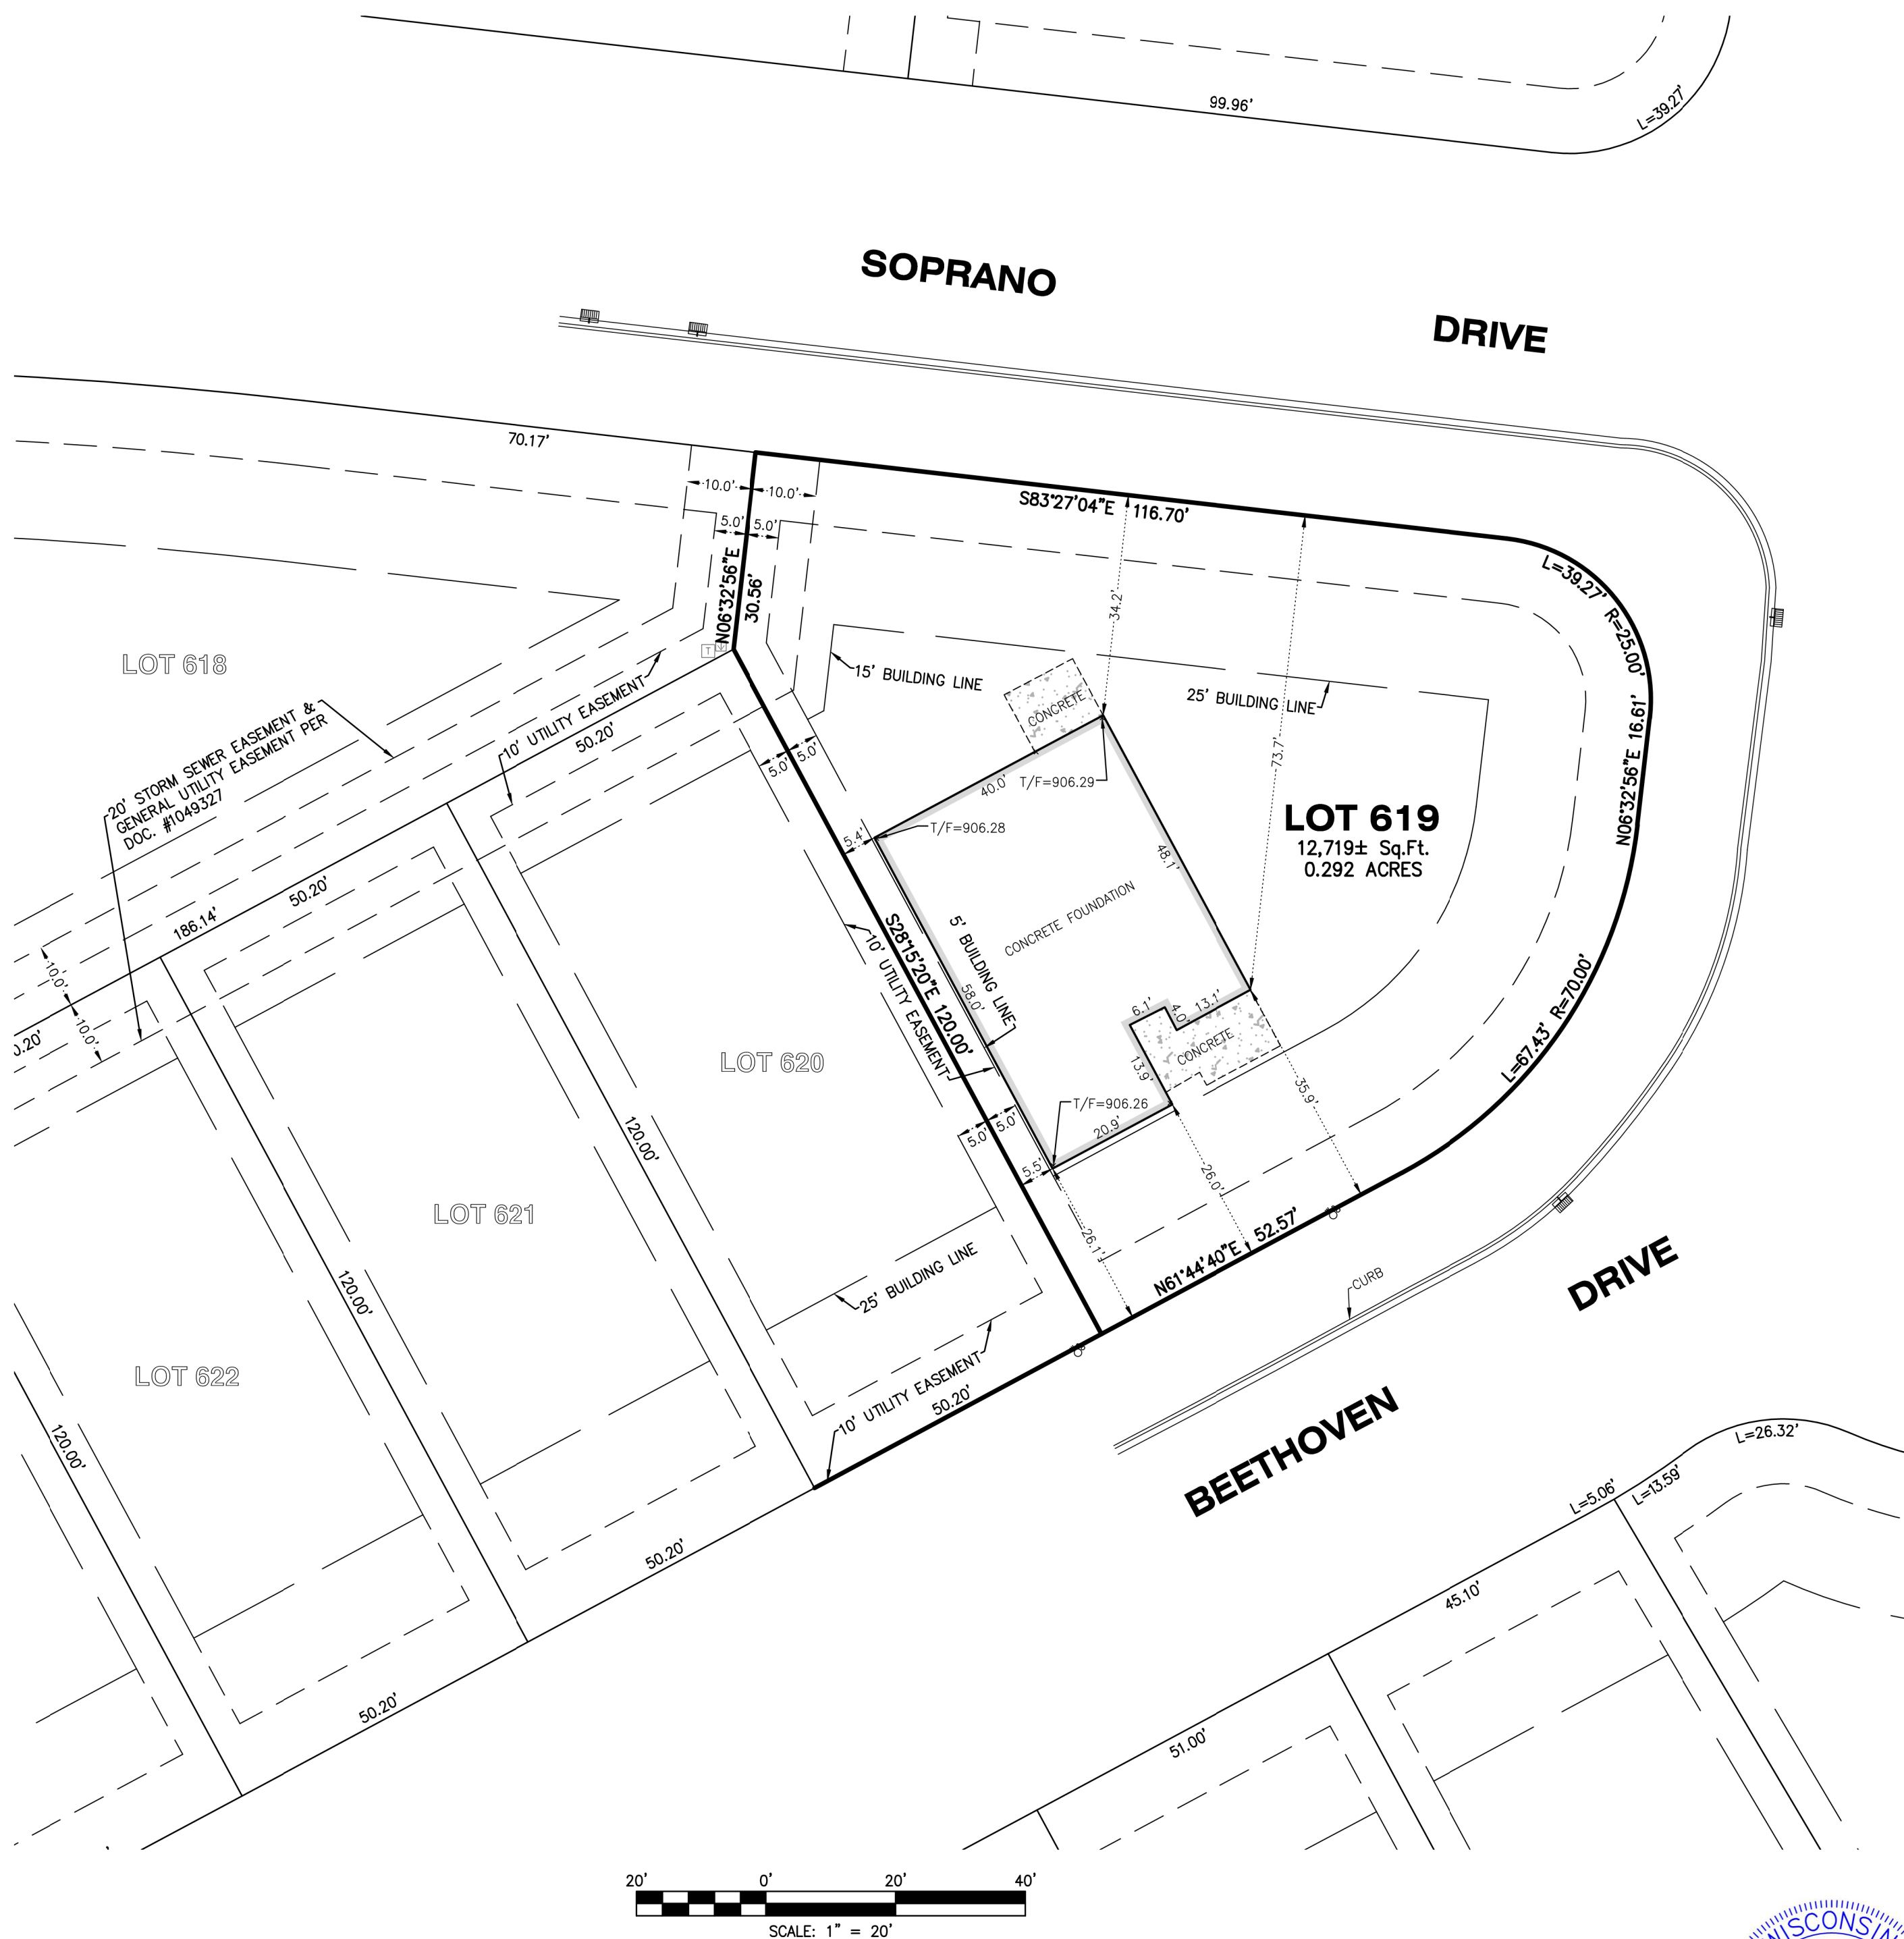 99.96'
L=39.27'
SOPRANO
DRIVE
70.17'
10.0'
10.0'
5.0'
5.0'
S83°27'04"E 116.70'
N06°32'56"E
30.56'
L=39.27' R=25.00'
34.2'
73.7'
T
LOT 618
15' BUILDING LINE
25' BUILDING LINE
CONCRETE
N06°32'56"E 16.61'
20' STORM SEWER EASEMENT &
GENERAL UTILITY EASEMENT PER
DOC. #1049327
10' UTILITY EASEMENT
50.20'
5.0'
5.0'
40.0'
T/F=906.29
T/F=906.28
5.4'
LOT 619
12,719± Sq.Ft.
0.292 ACRES
48.1'
CONCRETE FOUNDATION
50.20'
186.14'
10.0'
10.0'
0.20'
S28°15'20"E 120.00'
10' UTILITY EASEMENT
5' BUILDING LINE
58.0'
6.1'
4.0'
13.1'
CONCRETE
13.9'
L=67.43' R=70.00'
35.9'
LOT 620
T/F=906.26
20.9'
5.0'
5.0'
5.5'
26.0'
26.1'
N61°44'40"E 52.57'
120.00'
LOT 621
120.00'
25' BUILDING LINE
CURB
DRIVE
LOT 622
120.00'
10' UTILITY EASEMENT
50.20'
BEETHOVEN
L=26.32'
L=5.06'
L=13.59'
50.20'
45.10'
50.20'
51.00'
20' 0' 20' 40'
SCALE: 1" = 20'
WISCONSIN